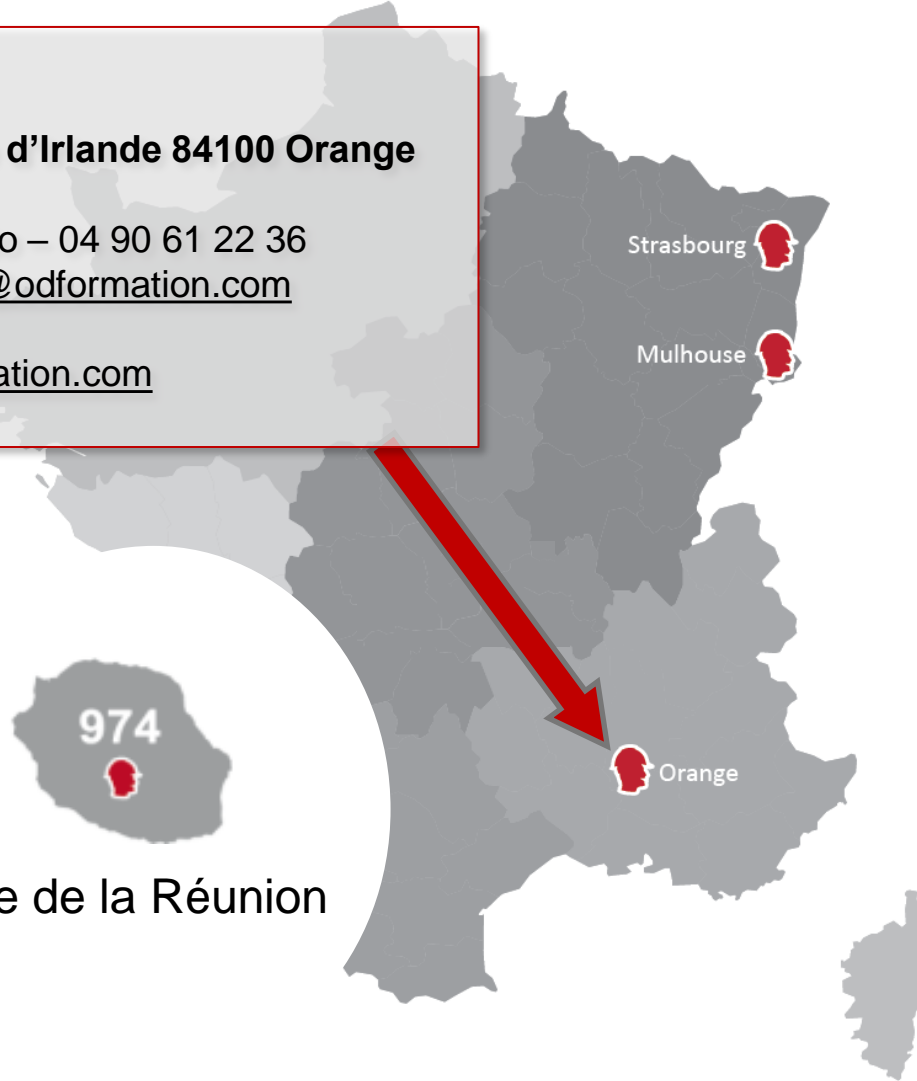 d’Irlande 84100 Orange
o – 04 90 61 22 36
@odformation.com
ation.com
Strasbourg
Mulhouse
Orange
974
e de la Réunion